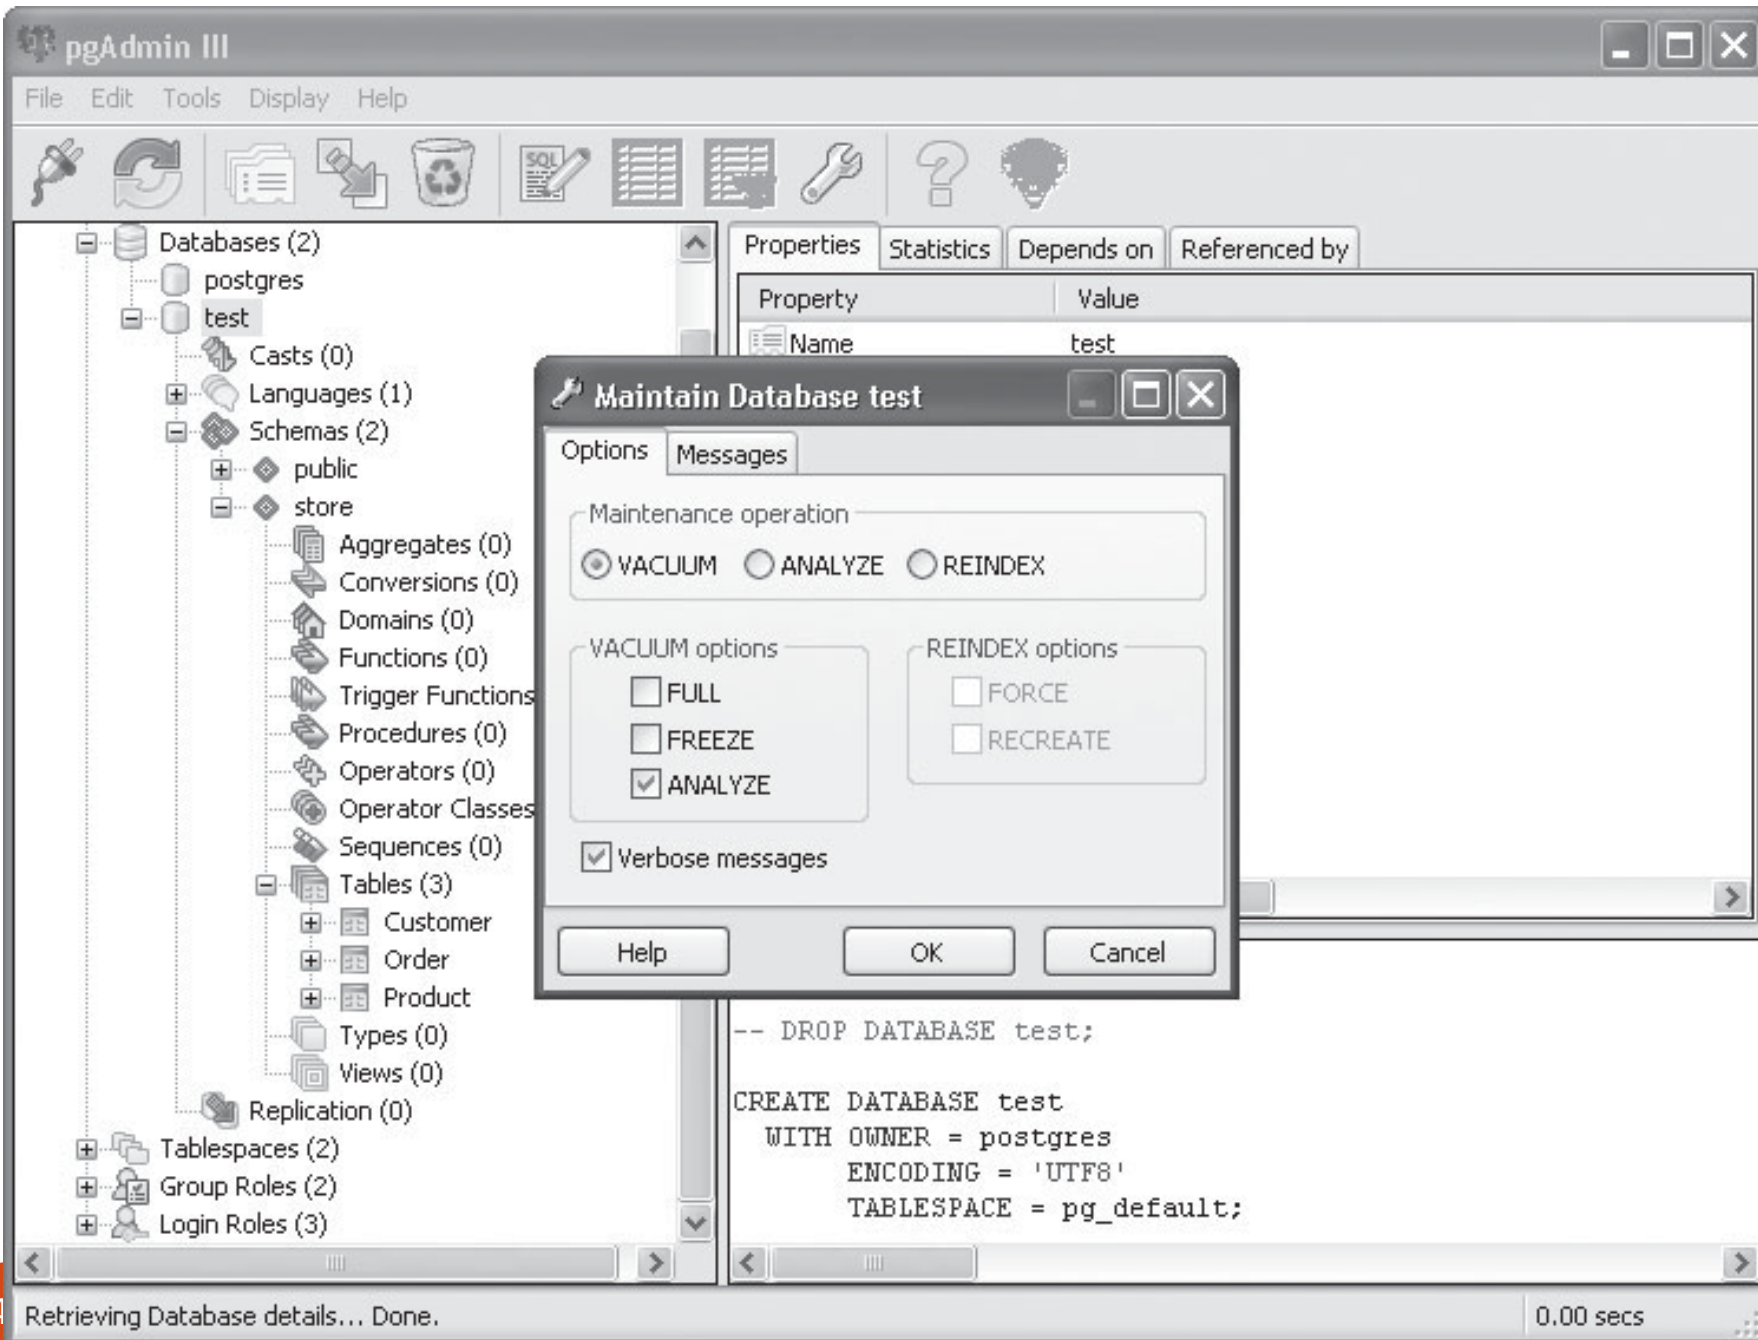 pgAdmin III
File Edit Tools Display Help
SQL
Databases (2)
postgres
test
Casts (0)
Languages (1)
Schemas (2)
public
store
Aggregates (0)
Conversions (0)
Domains (0)
Functions (0)
Trigger Functions
Procedures (0)
Operators (0)
Operator Classes
Sequences (0)
Tables (3)
Customer
Order
Product
Types (0)
Views (0)
Replication (0)
Tablespaces (2)
Group Roles (2)
Login Roles (3)
Properties Statistics Depends on Referenced by
Property Value
Name test
Maintain Database test
Options Messages
Maintenance operation
VACUUM ANALYZE REINDEX
VACUUM options REINDEX options
FULL FORCE
FREEZE RECREATE
ANALYZE
Verbose messages
Help OK Cancel
-- DROP DATABASE test;
CREATE DATABASE test
WITH OWNER = postgres
ENCODING = 'UTF8'
TABLESPACE = pg_default;
Retrieving Database details... Done. 0.00 secs